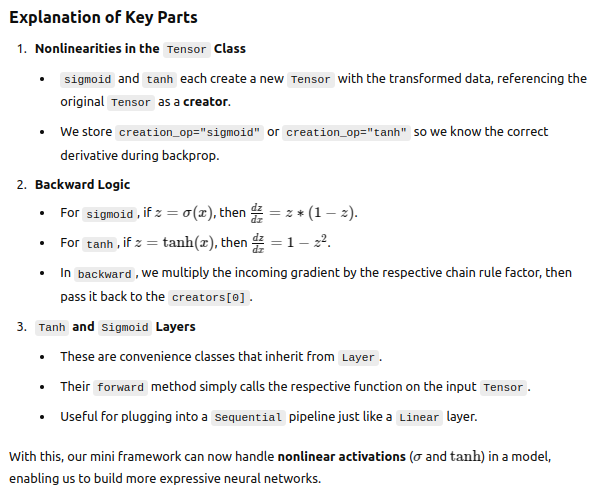 Explanation of Key Parts
1. Nonlinearities in the Tensor Class
• sigmoid and tanh each create a new Tensor with the transformed data, referencing the
original Tensor as a creator.
• We store creation_op="sigmoid" or creation_op="tanh" so we know the correct
derivative during backprop.
2. Backward Logic
• For sigmoid, if z = σ(x), then dz/dx = z ∗ (1 − z).
• For tanh, if z = tanh(x), then dz/dx = 1 − z².
• In backward, we multiply the incoming gradient by the respective chain rule factor, then
pass it back to the creators[0].
3. Tanh and Sigmoid Layers
• These are convenience classes that inherit from Layer.
• Their forward method simply calls the respective function on the input Tensor.
• Useful for plugging into a Sequential pipeline just like a Linear layer.
With this, our mini framework can now handle nonlinear activations (σ and tanh) in a model,
enabling us to build more expressive neural networks.